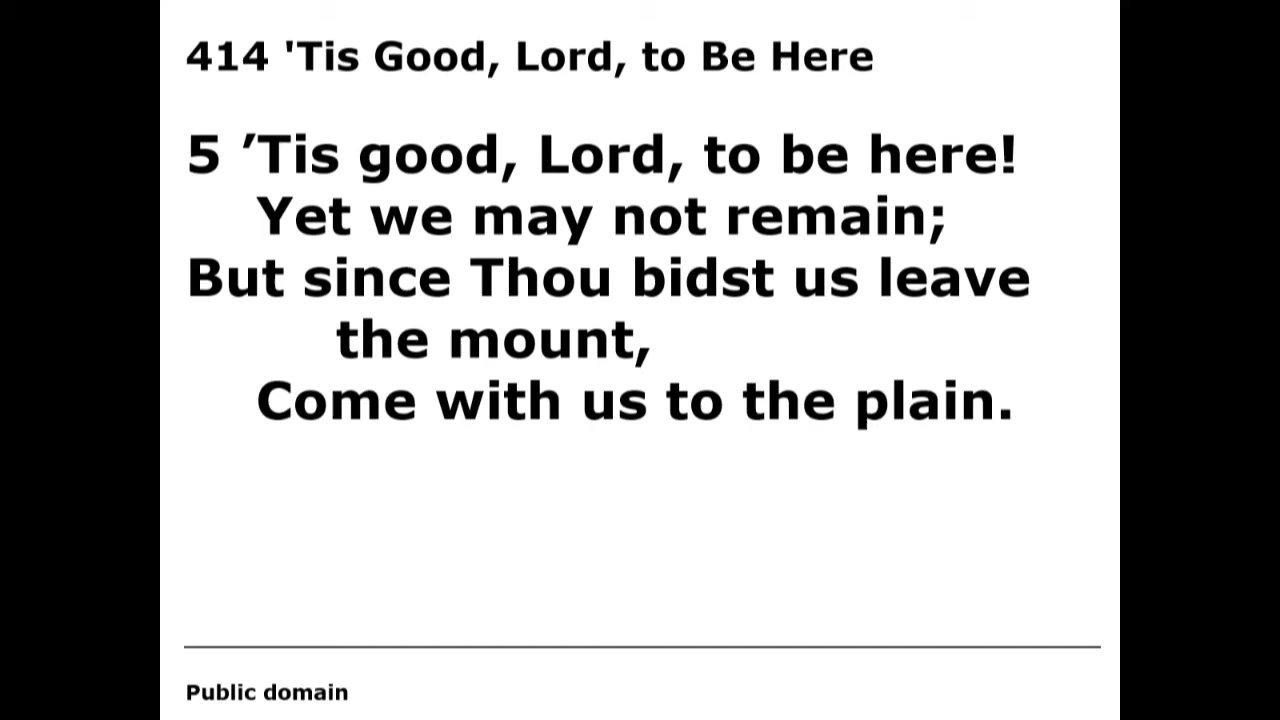 414 'Tis Good, Lord, to Be Here
5 ′Tis good, Lord, to be here!
Yet we may not remain;
But since Thou bidst us leave
the mount,
Come with us to the plain.
Public domain